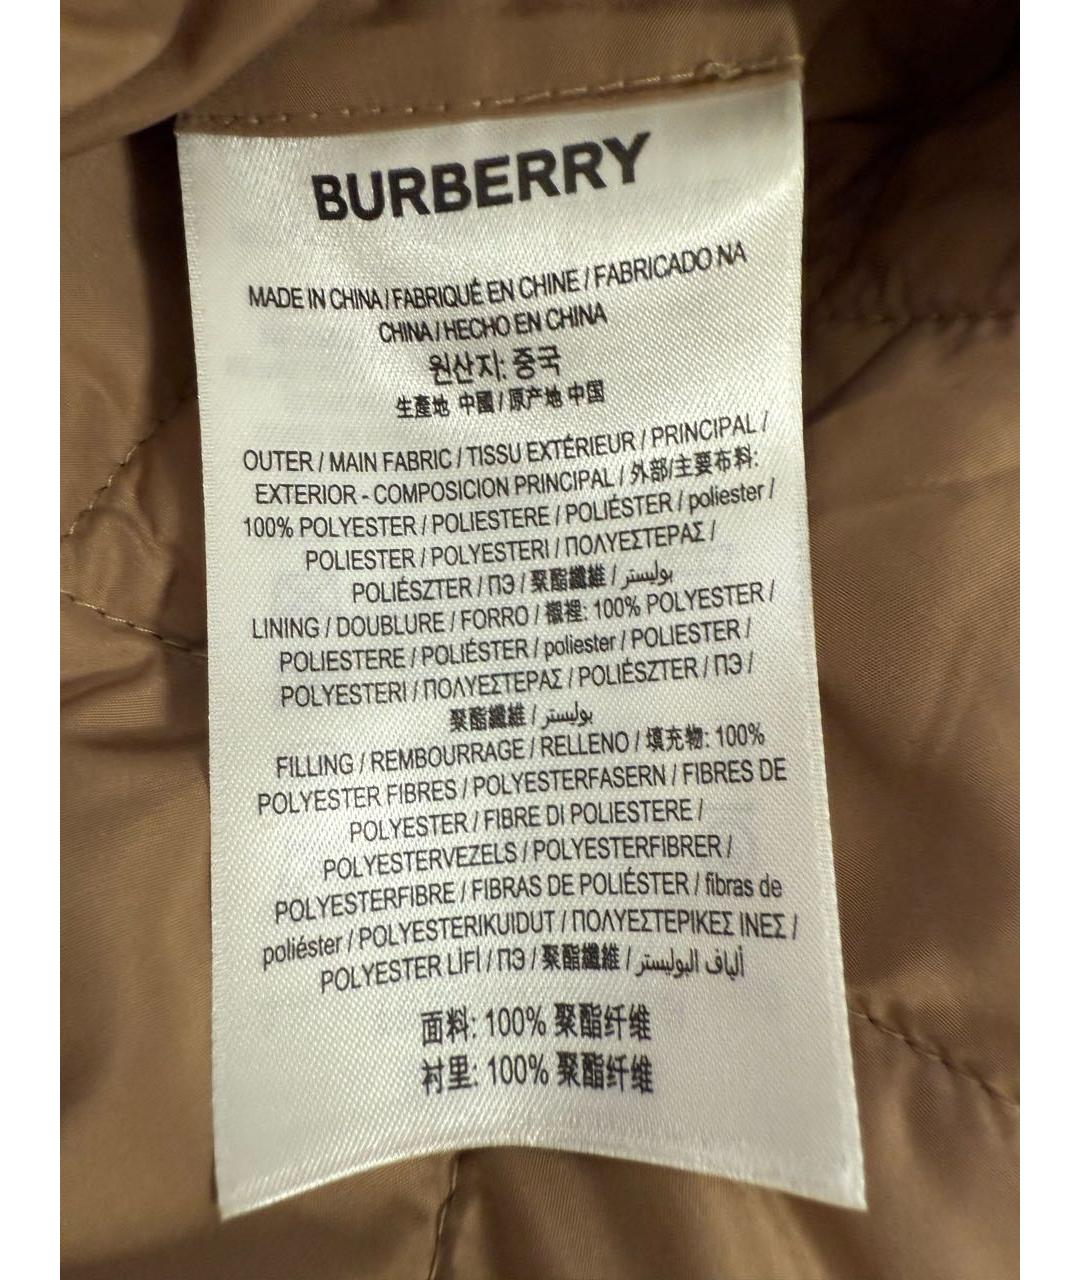 BURBERRY
MADE IN CHINA / FABRIQUÉ EN CHINE / FABRICADO NA
CHINA / HECHO EN CHINA
원산지: 중국
生產地 中國 / 原产地 中国
OUTER / MAIN FABRIC / TISSU EXTÉRIEUR / PRINCIPAL /
EXTERIOR - COMPOSICION PRINCIPAL / 外部/主要布料:
100% POLYESTER / POLIESTERE / POLIÉSTER / poliester /
POLIESTER / POLYESTERI / ΠΟΛΥΕΣΤΕΡΑΣ /
POLIÉSZTER / ПЭ / 聚酯纖維 / بوليستر
LINING / DOUBLURE / FORRO / 襯裡: 100% POLYESTER /
POLIESTERE / POLIÉSTER / poliester / POLIESTER /
POLYESTERI / ΠΟΛΥΕΣΤΕΡΑΣ / POLIÉSZTER / ПЭ /
聚酯纖維 / بوليستر
FILLING / REMBOURRAGE / RELLENO / 填充物: 100%
POLYESTER FIBRES / POLYESTERFASERN / FIBRES DE
POLYESTER / FIBRE DI POLIESTERE /
POLYESTERVEZELS / POLYESTERFIBRER /
POLYESTERFIBRE / FIBRAS DE POLIÉSTER / fibras de
poliéster / POLYESTERIKUIDUT / ΠΟΛΥΕΣΤΕΡΙΚΕΣ ΙΝΕΣ /
POLYESTER LİFİ / ПЭ / 聚酯纖維 / ألياف البوليستر
面料: 100% 聚酯纤维
衬里: 100% 聚酯纤维